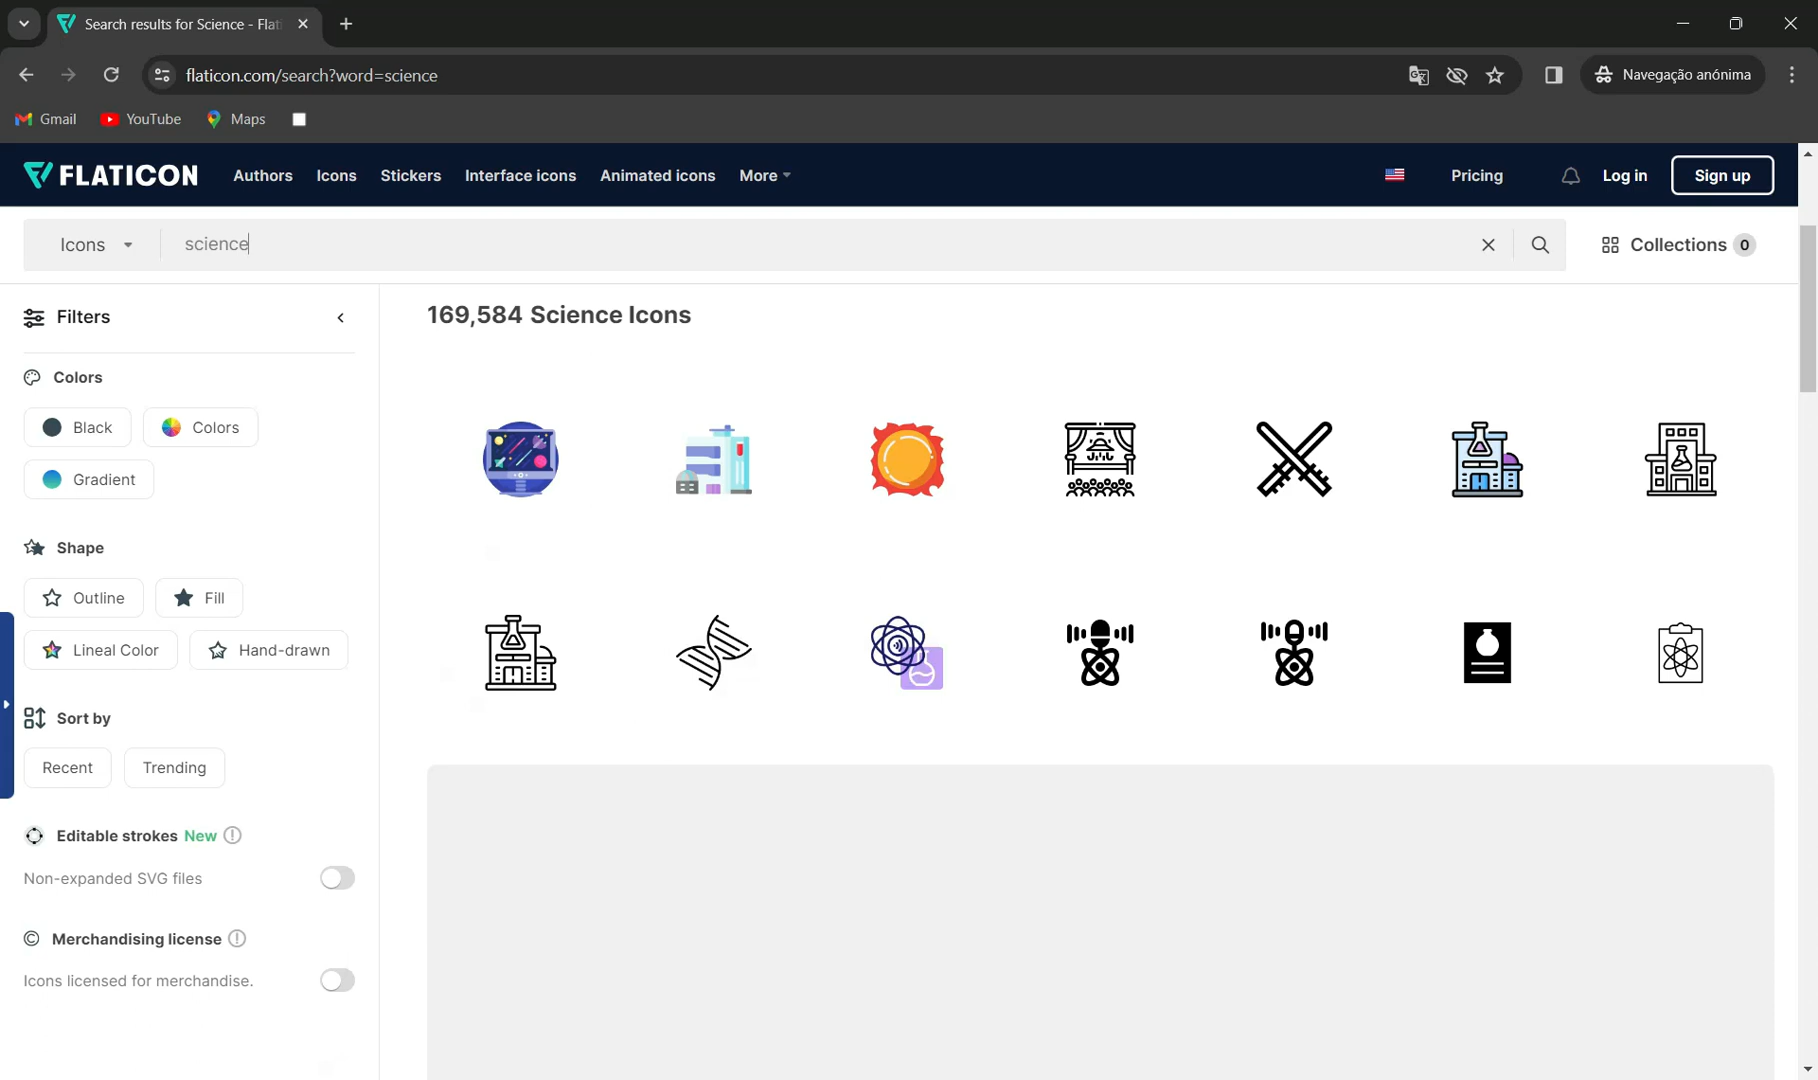 Search results for Science - Flati
flaticon.com/search?word=science
Navegação anónima
Gmail YouTube Maps
FLATICON Authors Icons Stickers Interface icons Animated icons More Pricing Log in Sign up
Icons science Collections 0
Filters
169,584 Science Icons
Colors
Black Colors
Gradient
Shape
Outline Fill
Lineal Color Hand-drawn
Sort by
Recent Trending
Editable strokes New
Non-expanded SVG files
Merchandising license
Icons licensed for merchandise.